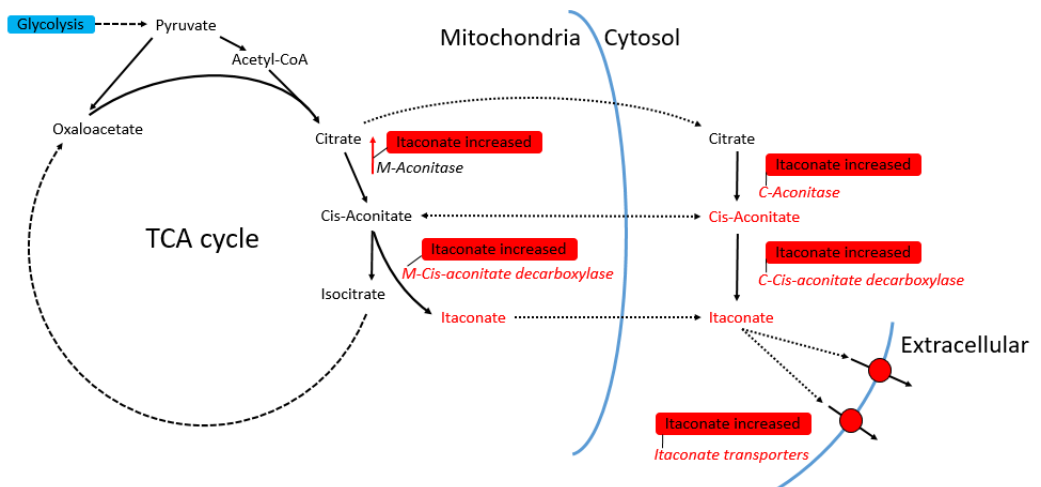 Glycolysis
Pyruvate
Mitochondria
Cytosol
Acetyl-CoA
Oxaloacetate
Citrate
Itaconate increased
M-Aconitase
Citrate
Itaconate increased
C-Aconitase
Cis-Aconitate
Cis-Aconitate
TCA cycle
Itaconate increased
M-Cis-aconitate decarboxylase
Itaconate increased
C-Cis-aconitate decarboxylase
Isocitrate
Itaconate
Itaconate
Extracellular
Itaconate increased
Itaconate transporters